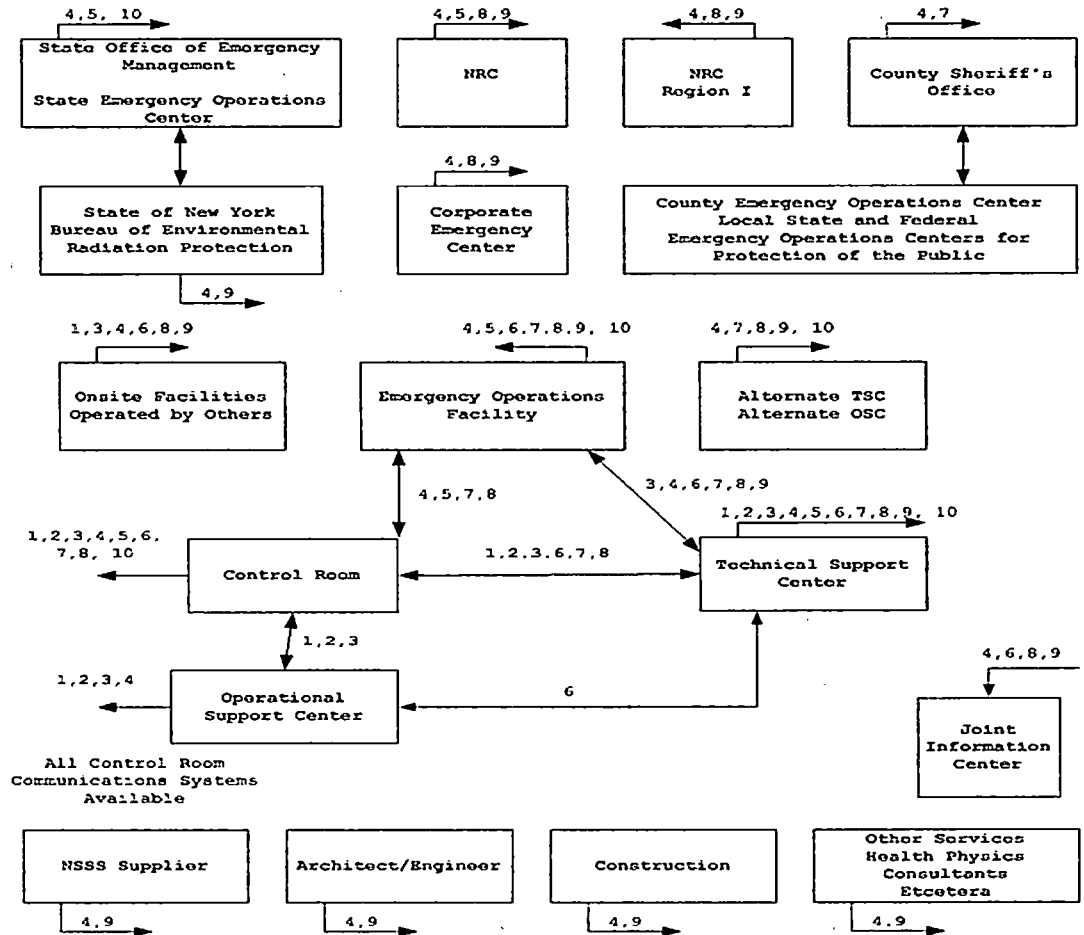 4,5, 10
4,5,8,9
4,8,9
4,7
State Office of Emergency
Management
State Emergency Operations
Center
NRC
NRC
Region I
County Sheriff's
Office
4,8,9
State of New York
Bureau of Environmental
Radiation Protection
Corporate
Emergency
Center
County Emergency Operations Center
Local State and Federal
Emergency Operations Centers for
Protection of the Public
4,9
1,3,4,6,8,9
4,5,6,7,8,9, 10
4,7,8,9, 10
Onsite Facilities
Operated by Others
Emergency Operations
Facility
Alternate TSC
Alternate OSC
4,5,7,8
3,4,6,7,8,9
1,2,3,4,5,6,7,8,9, 10
1,2,3,4,5,6,
7,8, 10
Control Room
1,2,3.6,7,8
Technical Support
Center
1,2,3
4,6,8,9
1,2,3,4
Operational
Support Center
6
Joint
Information
Center
All Control Room
Communications Systems
Available
NSSS Supplier
Architect/Engineer
Construction
Other Services
Health Physics
Consultants
Etcetera
4,9
4,9
4,9
4.9